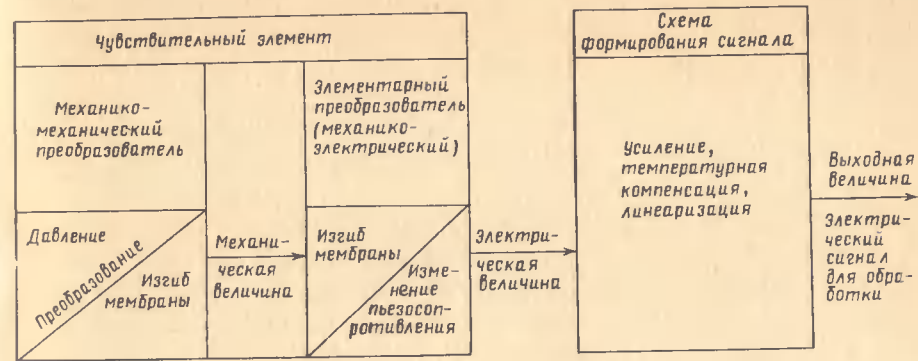 Чувствительный элемент
Механико-
механический
преобразователь
Элементарный
преобразователь
(механико-
электрический)
Давление
Преобразование
Изгиб
мембраны
Механи-
ческая
величина
Изгиб
мембраны
Изме-
нение
пьезосоп-
ротивления
Электри-
ческая
величина
Схема
формирования сигнала
Усиление,
температурная
компенсация,
линеаризация
Выходная
величина
Электри-
ческий
сигнал
для обра-
ботки